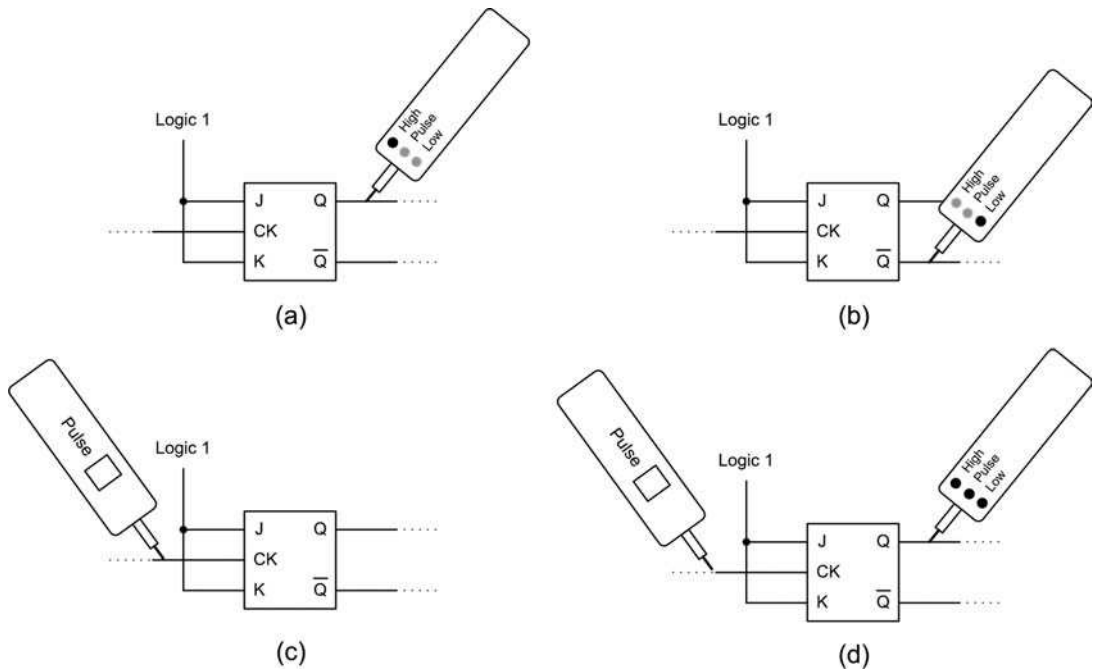 High
Pulse
Low
Logic 1
J Q
CK
K Q̅
(a)
High
Pulse
Low
Logic 1
J Q
CK
K Q̅
(b)
Pulse
Logic 1
J Q
CK
K Q̅
(c)
Pulse
Logic 1
High
Pulse
Low
J Q
CK
K Q̅
(d)